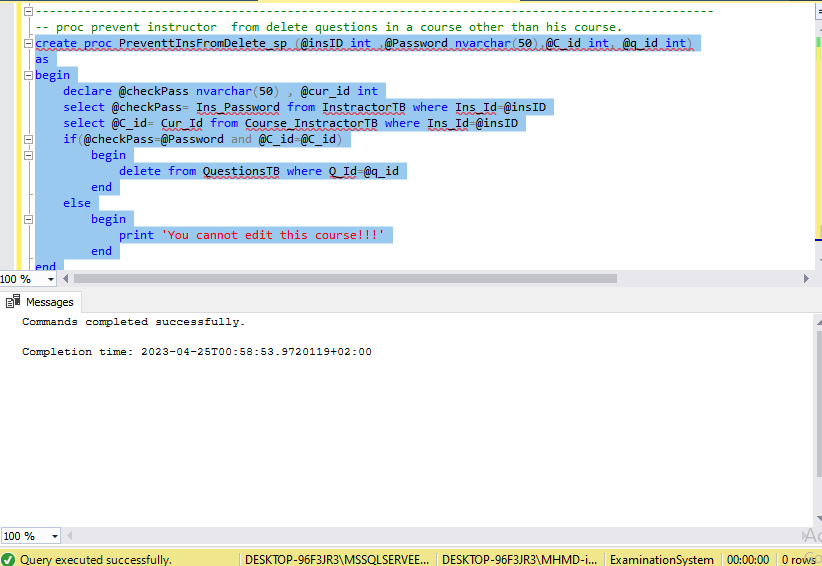 -- proc prevent instructor  from delete questions in a course other than his course.
create proc PreventtInsFromDelete_sp (@insID int ,@Password nvarchar(50),@C_id int, @q_id int)
as
begin
declare @checkPass nvarchar(50) , @cur_id int
select @checkPass= Ins_Password from InstractorTB where Ins_Id=@insID
select @C_id= Cur_Id from Course_InstractorTB where Ins_Id=@insID
if(@checkPass=@Password and @C_id=@C_id)
begin
delete from QuestionsTB where Q_Id=@q_id
end
else
begin
print 'You cannot edit this course!!!'
end
end
100 %
Messages
Commands completed successfully.
Completion time: 2023-04-25T00:58:53.9720119+02:00
100 %
Query executed successfully. DESKTOP-96F3JR3\MSSQLSERVEE... DESKTOP-96F3JR3\MHMD-i... ExaminationSystem 00:00:00 0 rows